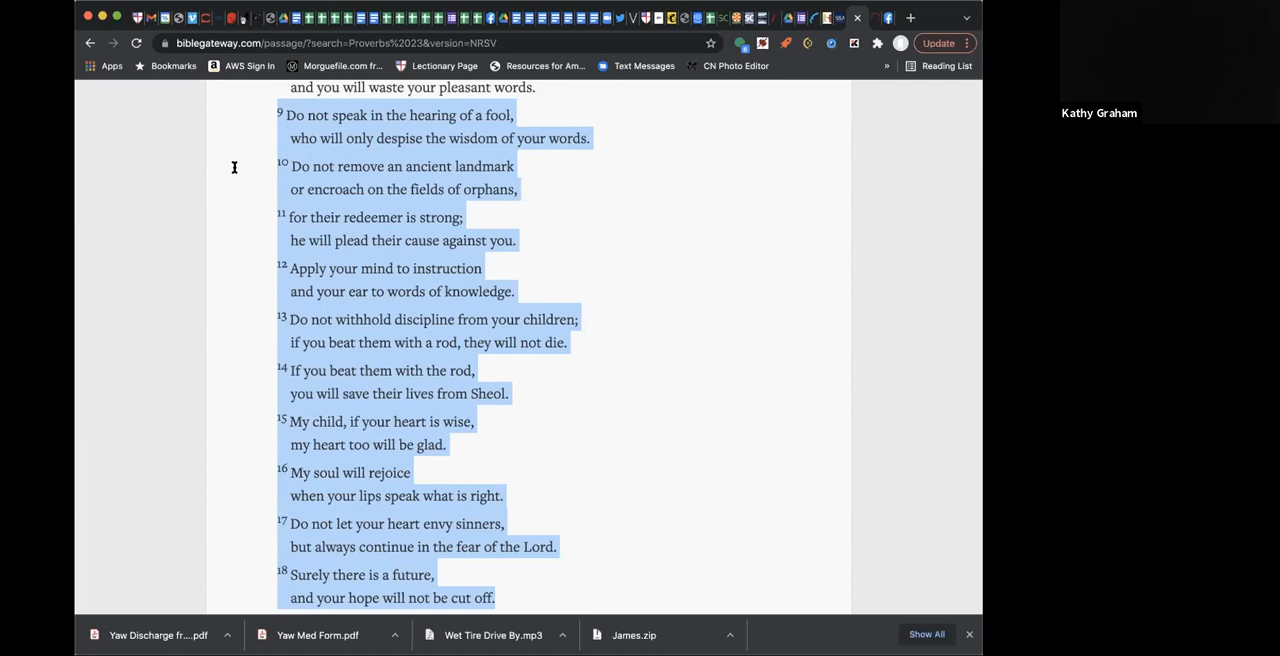 biblegateway.com/passage/?search=Proverbs%2023&version=NRSV
Update
Apps
Bookmarks
AWS Sign In
Morguefile.com fr...
Lectionary Page
Resources for Am...
Text Messages
CN Photo Editor
»
Reading List
and you will waste your pleasant words.
9 Do not speak in the hearing of a fool,
who will only despise the wisdom of your words.
10 Do not remove an ancient landmark
or encroach on the fields of orphans,
11 for their redeemer is strong;
he will plead their cause against you.
12 Apply your mind to instruction
and your ear to words of knowledge.
13 Do not withhold discipline from your children;
if you beat them with a rod, they will not die.
14 If you beat them with the rod,
you will save their lives from Sheol.
15 My child, if your heart is wise,
my heart too will be glad.
16 My soul will rejoice
when your lips speak what is right.
17 Do not let your heart envy sinners,
but always continue in the fear of the Lord.
18 Surely there is a future,
and your hope will not be cut off.
Yaw Discharge fr....pdf
Yaw Med Form.pdf
Wet Tire Drive By.mp3
James.zip
Show All
Kathy Graham